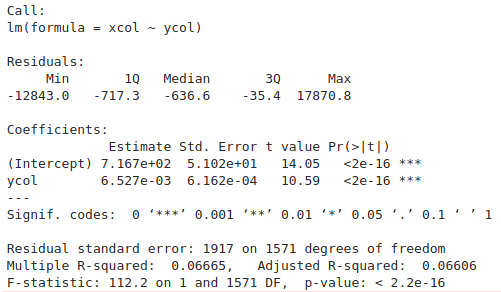 Call:
lm(formula = xcol ~ ycol)
Residuals:
Min 1Q Median 3Q Max
-12843.0 -717.3 -636.6 -35.4 17870.8
Coefficients:
Estimate Std. Error t value Pr(>|t|)
(Intercept) 7.167e+02 5.102e+01 14.05 <2e-16 ***
ycol 6.527e-03 6.162e-04 10.59 <2e-16 ***
---
Signif. codes: 0 ‘***’ 0.001 ‘**’ 0.01 ‘*’ 0.05 ‘.’ 0.1 ‘ ’ 1
Residual standard error: 1917 on 1571 degrees of freedom
Multiple R-squared: 0.06665, Adjusted R-squared: 0.06606
F-statistic: 112.2 on 1 and 1571 DF, p-value: < 2.2e-16